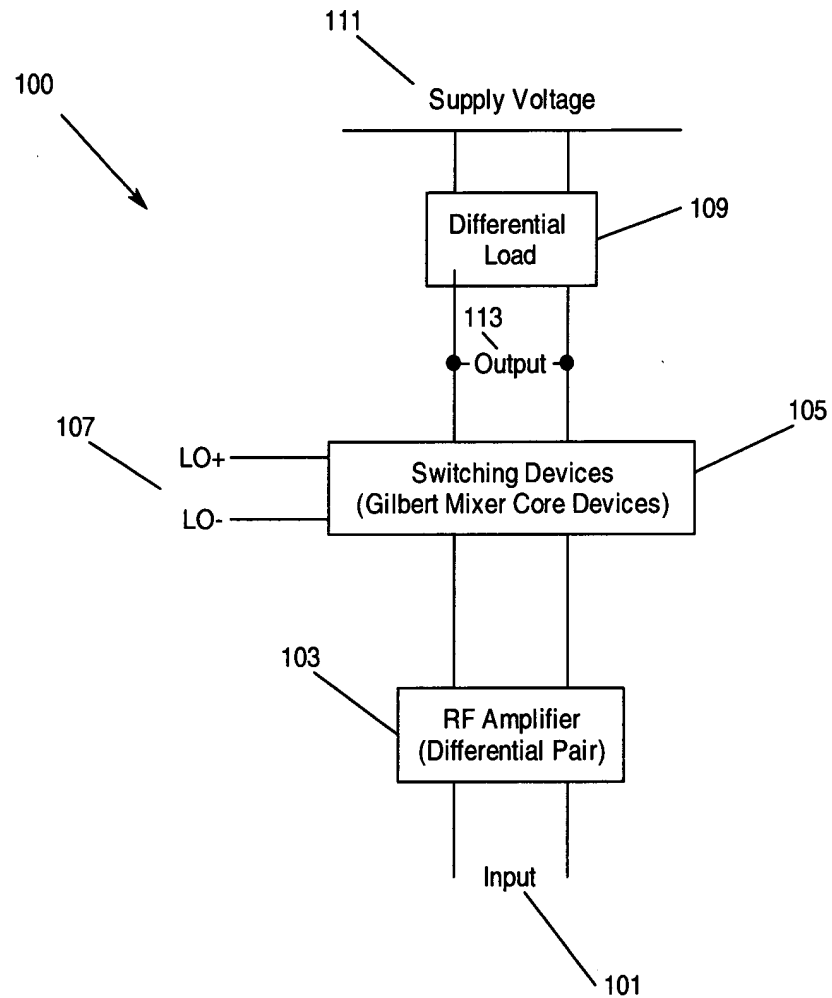 111
100
Supply Voltage
109
Differential
Load
113
Output
105
107
LO+
Switching Devices
(Gilbert Mixer Core Devices)
LO-
103
RF Amplifier
(Differential Pair)
Input
101